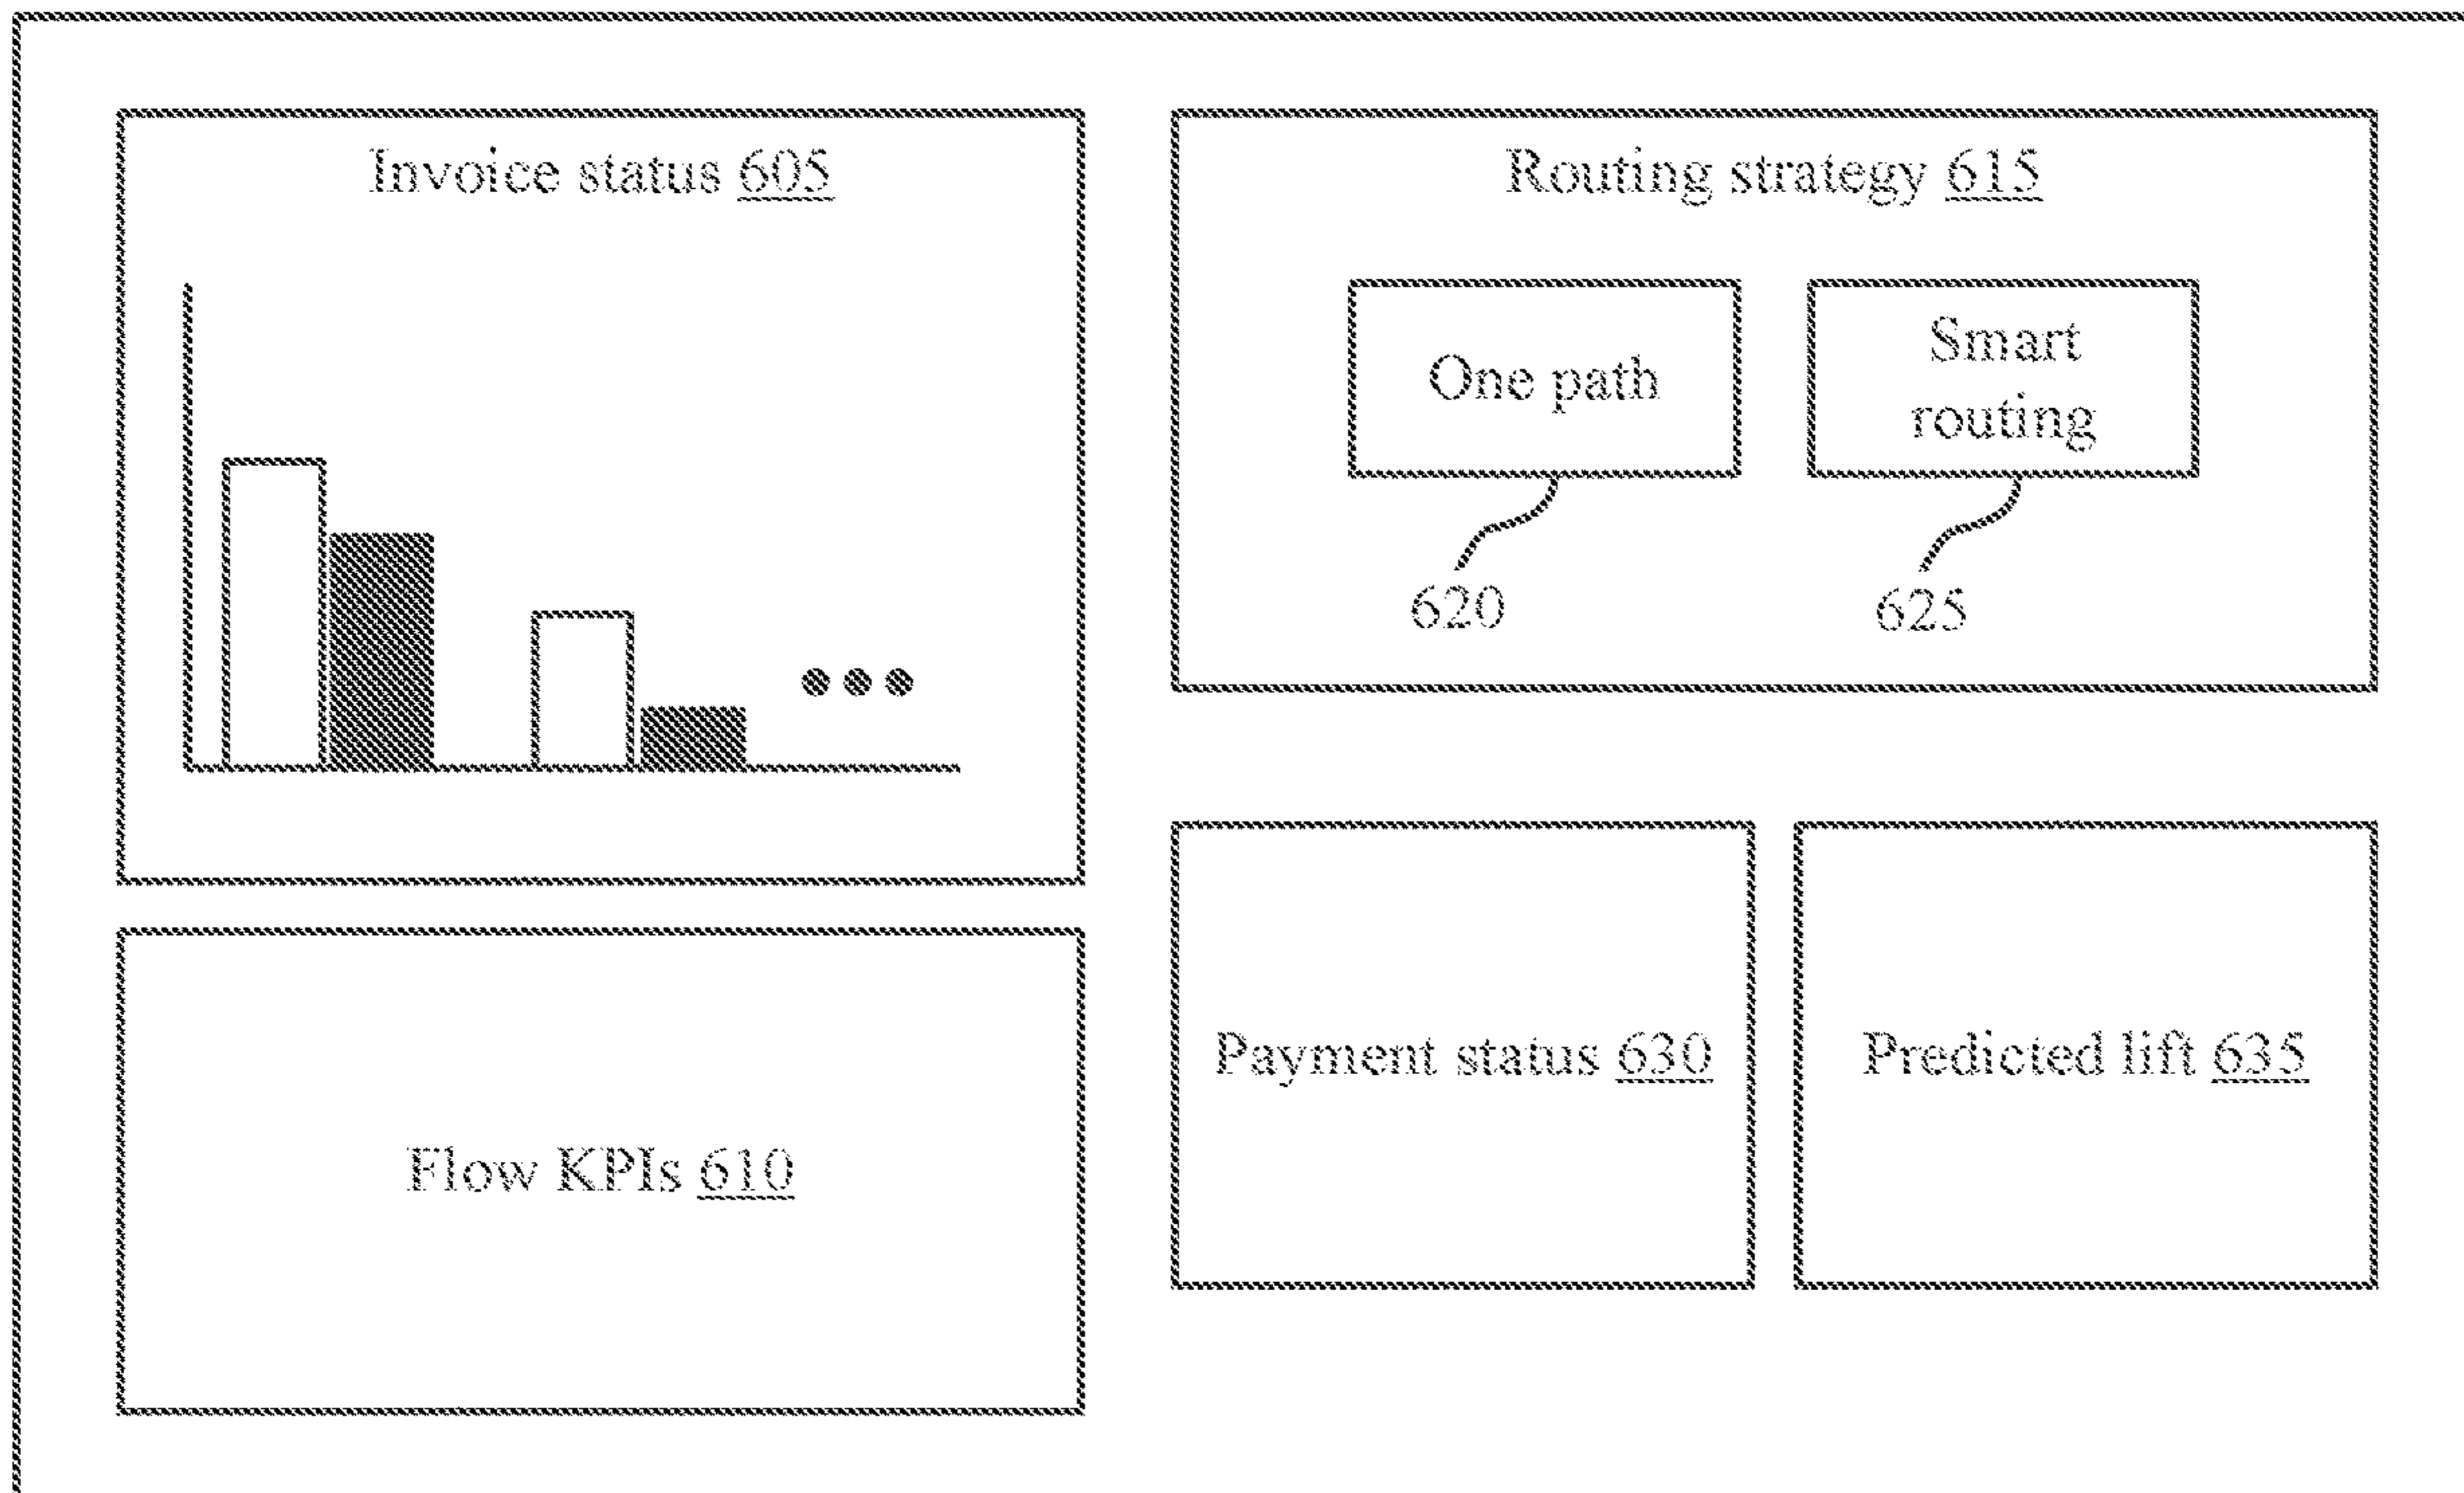 Invoice status 605
Routing strategy 615
One path
Smart
routing
620
625
Flow KPIs 610
Payment status 630
Predicted lift 635